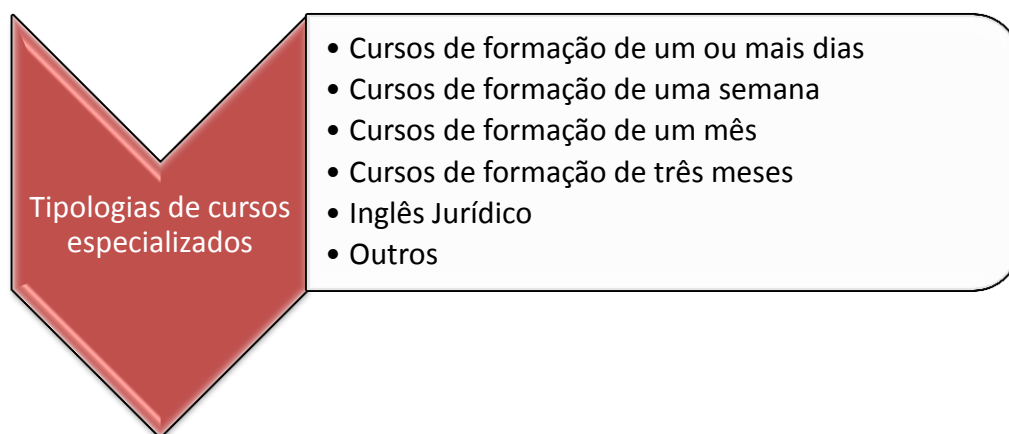 Tipologias de cursos
especializados
• Cursos de formação de um ou mais dias
• Cursos de formação de uma semana
• Cursos de formação de um mês
• Cursos de formação de três meses
• Inglês Jurídico
• Outros